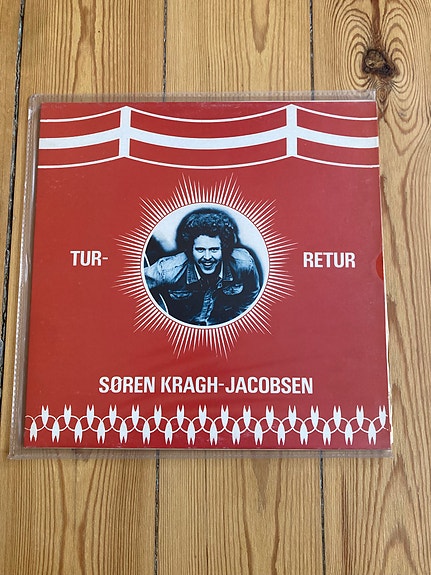 TUR- RETUR
SØREN KRAGH-JACOBSEN